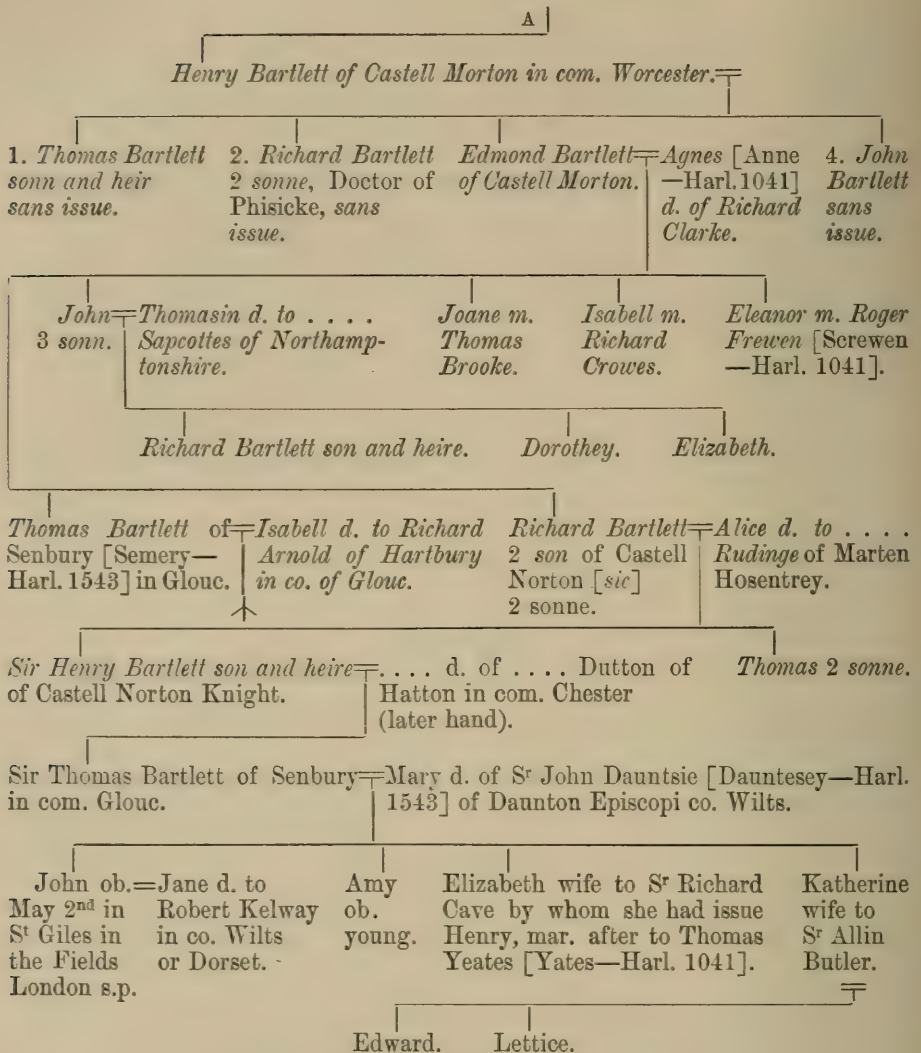 A
Henry Bartlett of Castell Morton in com. Worcester.
1. Thomas Bartlett
sonn and heir
sans issue.
2. Richard Bartlett
2 sonne, Doctor of
Phisicke, sans
issue.
Edmond Bartlett=Agnes [Anne
of Castell Morton.
—Harl. 1041]
d. of Richard
Clarke.
4. John
Bartlett
sans
issue.
John=Thomasin d. to . . . .
3 sonn.
Sapcottes of Northamp-
tonshire.
Joane m.
Thomas
Brooke.
Isabell m.
Richard
Crowes.
Eleanor m. Roger
Frewen [Screwen
—Harl. 1041].
Richard Bartlett son and heire.
Dorothey.
Elizabeth.
Thomas Bartlett of
Senbury [Semery—
Harl. 1543] in Glouc.
=Isabell d. to Richard
Arnold of Hartbury
in co. of Glouc.
Richard Bartlett
2 son of Castell
Norton [sic]
2 sonne.
=Alice d. to . . . .
Rudinge of Marten
Hosentrey.
Sir Henry Bartlett son and heire
of Castell Norton Knight.
=. . . . d. of . . . . Dutton of
Hatton in com. Chester
(later hand).
Thomas 2 sonne.
Sir Thomas Bartlett of Senbury
in com. Glouc.
=Mary d. of Sʳ John Dauntsie [Dauntesey—Harl.
1543] of Daunton Episcopi co. Wilts.
John ob.
May 2ⁿᵈ in
Sᵗ Giles in
the Fields
London s.p.
=Jane d. to
Robert Kelway
in co. Wilts
or Dorset.
Amy
ob.
young.
Elizabeth wife to Sʳ Richard
Cave by whom she had issue
Henry, mar. after to Thomas
Yeates [Yates—Harl. 1041].
Katherine
wife to
Sʳ Allin
Butler.
Edward.
Lettice.